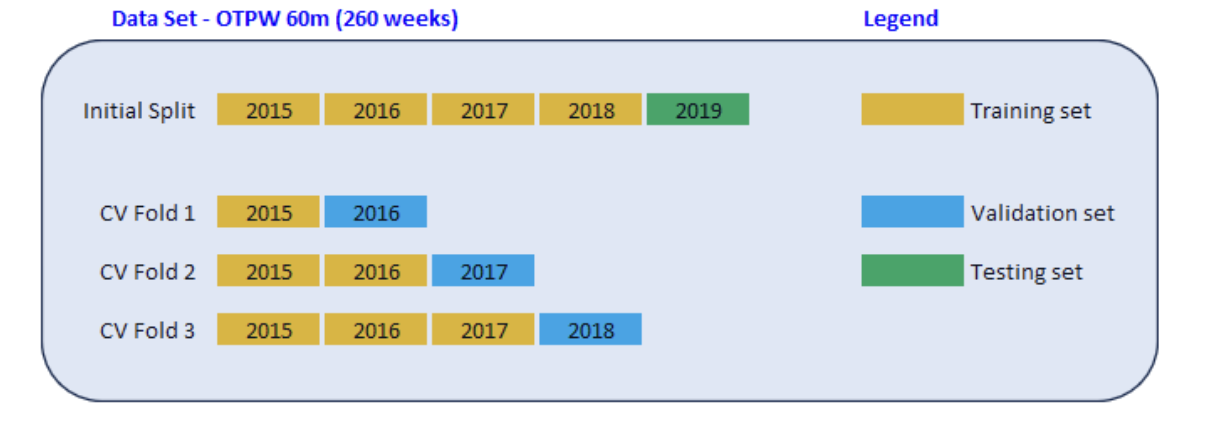 Data Set - OTPW 60m (260 weeks) Legend
Initial Split 2015 2016 2017 2018 2019 Training set
CV Fold 1 2015 2016 Validation set
CV Fold 2 2015 2016 2017 Testing set
CV Fold 3 2015 2016 2017 2018